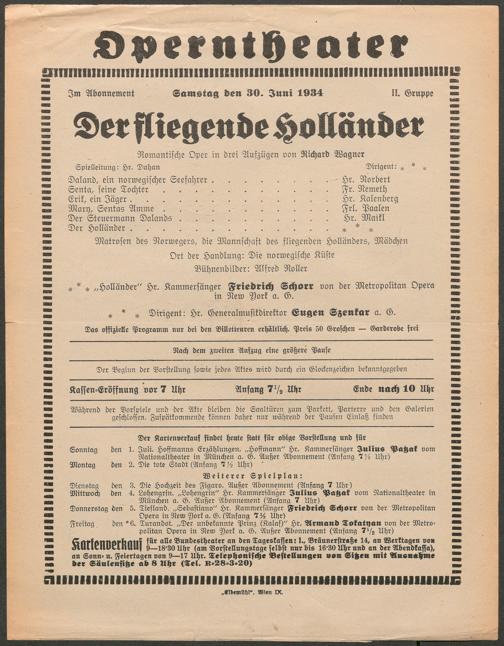 Operntheater
Im Abonnement Samstag den 30. Juni 1934 II. Gruppe
Der fliegende Holländer
Romantische Oper in drei Aufzügen von Richard Wagner
Spielleitung: Hr. Duhan Dirigent: * * *
Daland, ein norwegischer Seefahrer . . . . . . . . . Hr. Norbert
Senta, seine Tochter . . . . . . . . . . . . Fr. Nemeth
Erik, ein Jäger . . . . . . . . . . . . . Hr. Kalenberg
Mary, Sentas Amme . . . . . . . . . . . . Frl. Paalen
Der Steuermann Dalands . . . . . . . . . . . Hr. Maikl
Der Holländer . . . . . . . . . . . . . * * *
Matrosen des Norwegers, die Mannschaft des fliegenden Holländers, Mädchen
Ort der Handlung: Die norwegische Küste
Bühnenbilder: Alfred Roller
* * * „Holländer" Hr. Kammersänger Friedrich Schorr von der Metropolitan Opera
in New York a. G.
* * * Dirigent: Hr. Generalmusikdirektor Eugen Szenkar a. G.
Das offizielle Programm nur bei den Billetteuren erhältlich. Preis 50 Groschen — Garderobe frei
Nach dem zweiten Aufzug eine größere Pause
Der Beginn der Vorstellung sowie jedes Aktes wird durch ein Glockenzeichen bekanntgegeben
Kassen-Eröffnung vor 7 Uhr Anfang 7½ Uhr Ende nach 10 Uhr
Während der Vorspiele und der Akte bleiben die Saaltüren zum Parkett, Parterre und den Galerien
geschlossen. Zuspätkommende können daher nur während der Pausen Einlaß finden
Der Kartenverkauf findet heute statt für obige Vorstellung und für
Sonntag den 1. Juli. Hoffmanns Erzählungen. „Hoffmann" Hr. Kammersänger Julius Patzak vom
Nationaltheater in München a. G. Außer Abonnement (Anfang 7½ Uhr)
Montag den 2. Die tote Stadt (Anfang 7½ Uhr)
Weiterer Spielplan:
Dienstag den 3. Die Hochzeit des Figaro. Außer Abonnement (Anfang 7 Uhr)
Mittwoch den 4. Lohengrin. „Lohengrin" Hr. Kammersänger Julius Patzak vom Nationaltheater in
München a. G. Außer Abonnement (Anfang 7 Uhr)
Donnerstag den 5. Tiefland. „Sebastiano" Hr. Kammersänger Friedrich Schorr von der Metropolitan
Opera in New York a. G. (Anfang 7½ Uhr)
Freitag den *6. Turandot. „Der unbekannte Prinz (Kalaf)" Hr. Armand Tokatyan von der Metro-
politan Opera in New York a. G. Außer Abonnement (Anfang 7½ Uhr)
Kartenverkauf für alle Bundestheater an den Tageskassen: I., Bräunerstraße 14, an Werktagen von
9—18·30 Uhr (am Vorstellungstage selbst nur bis 16·30 Uhr und an der Abendkassa),
an Sonn- u. Feiertagen von 9—17 Uhr. Telephonische Bestellungen von Sitzen mit Ausnahme
der Säulensitze ab 8 Uhr (Tel. R-28-3-20)
„Elbemühl", Wien IX.